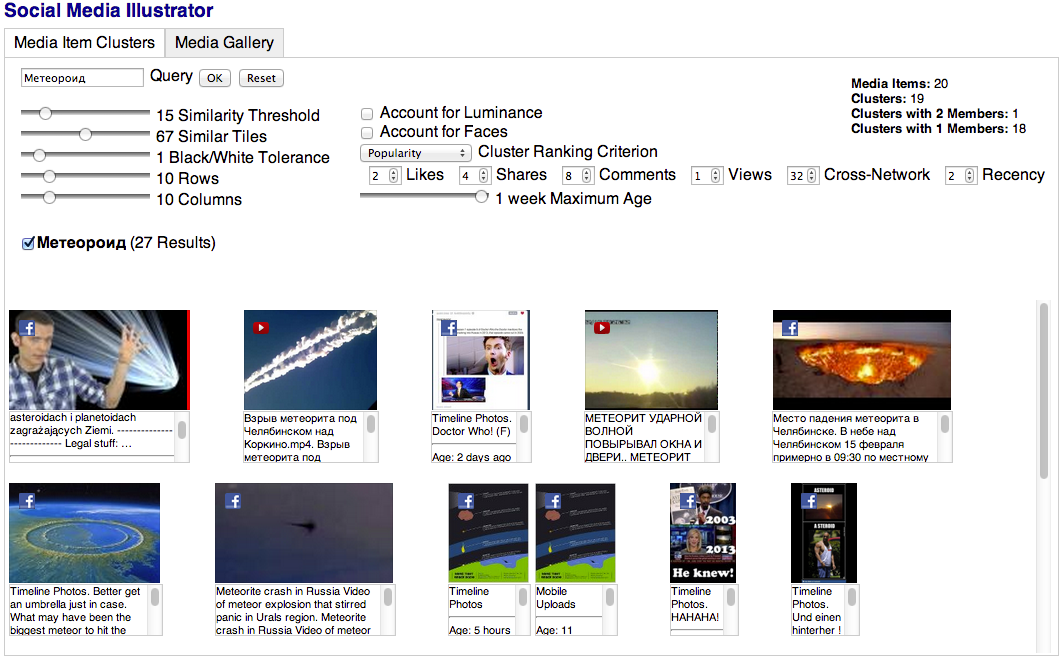 Social Media Illustrator
Media Item Clusters
Media Gallery
Метеороид Query OK Reset
Media Items: 20
Clusters: 19
Clusters with 2 Members: 1
Clusters with 1 Members: 18
15 Similarity Threshold
67 Similar Tiles
1 Black/White Tolerance
10 Rows
10 Columns
Account for Luminance
Account for Faces
Popularity Cluster Ranking Criterion
2 Likes 4 Shares 8 Comments 1 Views 32 Cross-Network 2 Recency
1 week Maximum Age
Метеороид (27 Results)
asteroidach i planetoidach
zagrażających Ziemi. ---------------
-------------- Legal stuff: …
Взрыв метеорита под
Челябинском над
Коркино.mp4. Взрыв
метеорита под
Timeline Photos.
Doctor Who! (F)
Age: 2 days ago
МЕТЕОРИТ УДАРНОЙ
ВОЛНОЙ
ПОВЫРЫВАЛ ОКНА И
ДВЕРИ.. МЕТЕОРИТ
Место падения метеорита в
Челябинске. В небе над
Челябинском 15 февраля
примерно в 09:30 по местному
Timeline Photos. Better get
an umbrella just in case.
What may have been the
biggest meteor to hit the
Meteorite crash in Russia Video
of meteor explosion that stirred
panic in Urals region. Meteorite
crash in Russia Video of meteor
Timeline
Photos
Age: 5 hours
Mobile
Uploads
Age: 11
2003
2013
He knew!
Timeline
Photos.
HAHAHA!
ASTEROID
A STEROID
Timeline
Photos.
Und einen
hinterher !